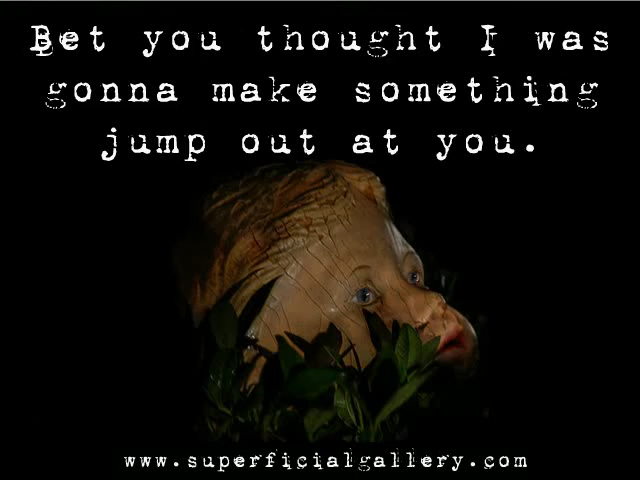 Bet you thought I was
gonna make something
jump out at you.
www.superficialgallery.com